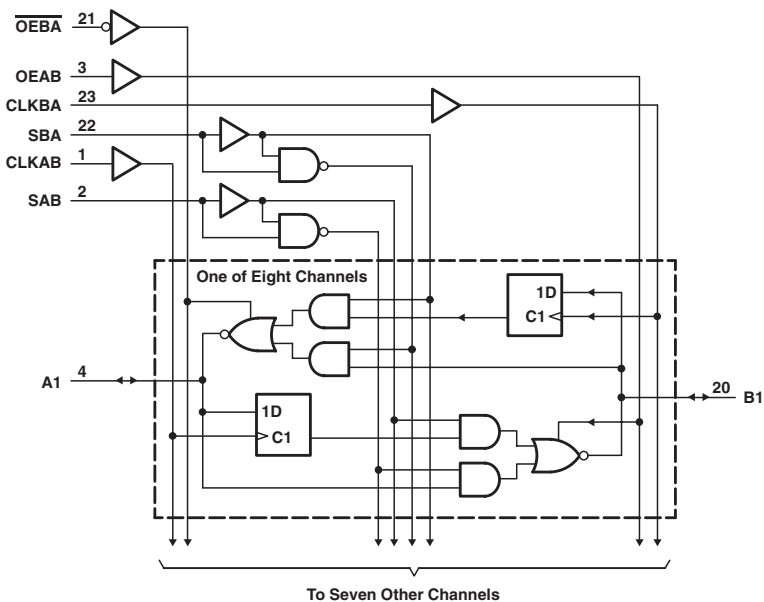 OEBA 21
OEAB 3
CLKBA 23
SBA 22
CLKAB 1
SAB 2
One of Eight Channels
1D
C1
A1 4
20 B1
1D
C1
To Seven Other Channels